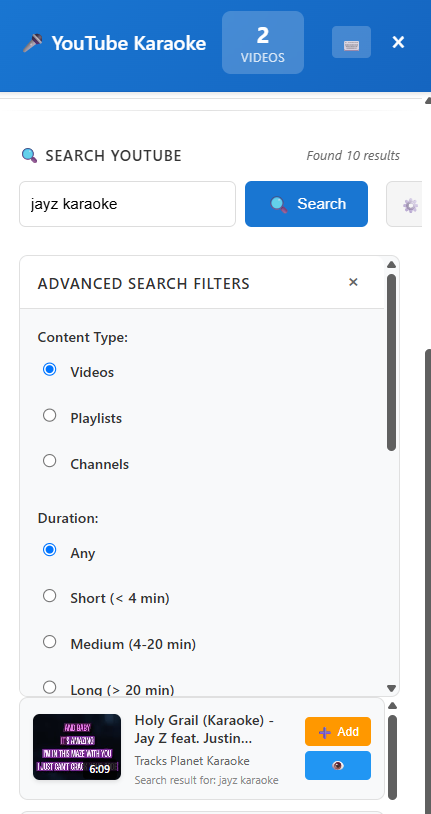 YouTube Karaoke
2
VIDEOS
×
SEARCH YOUTUBE
Found 10 results
jayz karaoke
Search
ADVANCED SEARCH FILTERS
×
Content Type:
Videos
Playlists
Channels
Duration:
Any
Short (< 4 min)
Medium (4-20 min)
Long (> 20 min)
AND BABY
IT'S AMAZING
I'M IN THIS MAZE WITH YOU
I JUST CAN'T
6:09
Holy Grail (Karaoke) -
Jay Z feat. Justin...
Tracks Planet Karaoke
Search result for: jayz karaoke
Add